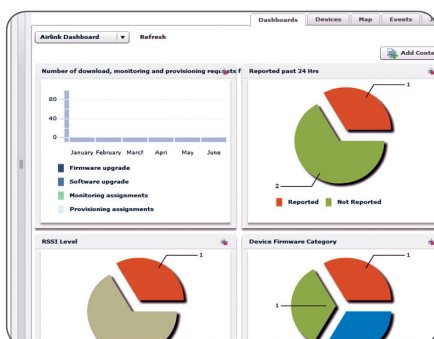 Dashboards Devices Map Events
Airlink Dashboard Refresh
Add Conte
Number of download, monitoring and provisioning requests f
Reported past 24 Hrs
80
40
0
January February March Apri May June
Firmware upgrade
Software upgrade
Monitoring assignments
Provisioning assignments
1
2
Reported Not Reported
RSSI Level
Device Firmware Category
1
1
1